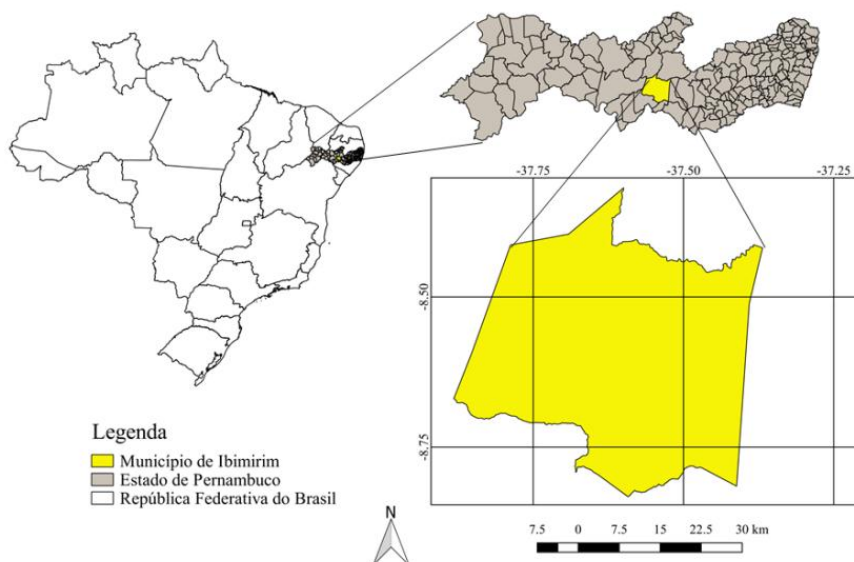 -37.75 -37.50 -37.25
-8.50
-8.75
Legenda
Município de Ibimirim
Estado de Pernambuco
República Federativa do Brasil
N
7.5 0 7.5 15 22.5 30 km